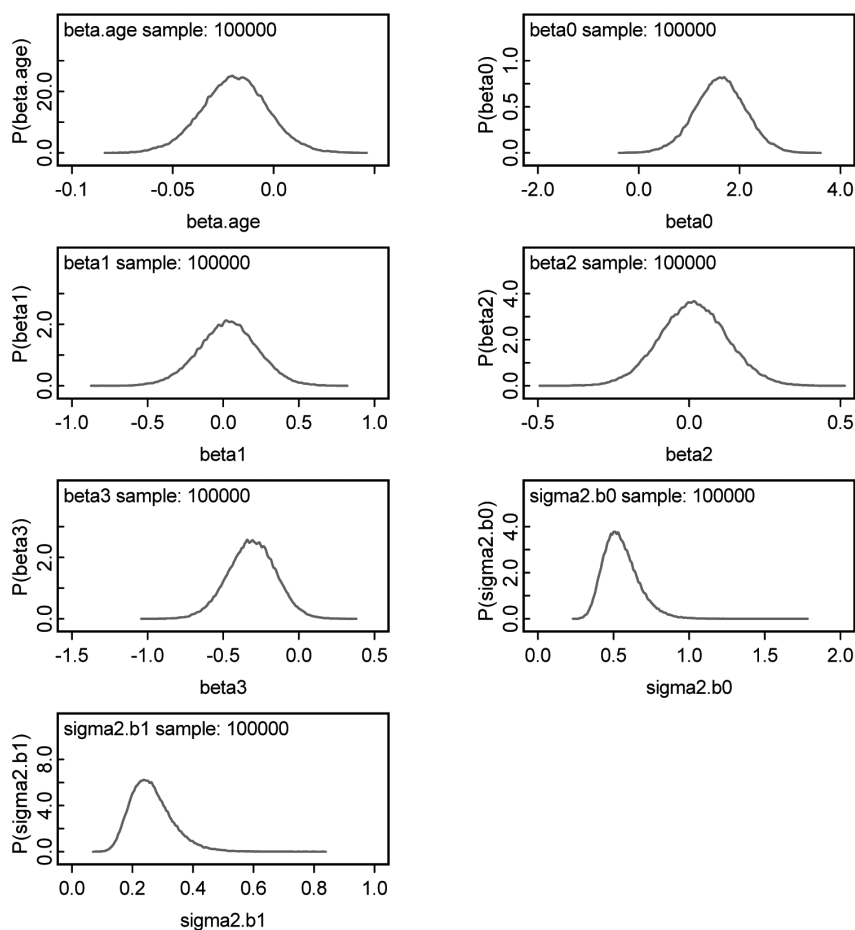 beta.age sample: 100000
P(beta.age)
0.0 20.0
-0.1 -0.05 0.0
beta.age
beta0 sample: 100000
P(beta0)
0.0 0.5 1.0
-2.0 0.0 2.0 4.0
beta0
beta1 sample: 100000
P(beta1)
0.0 2.0
-1.0 -0.5 0.0 0.5 1.0
beta1
beta2 sample: 100000
P(beta2)
0.0 2.0 4.0
-0.5 0.0 0.5
beta2
beta3 sample: 100000
P(beta3)
0.0 2.0
-1.5 -1.0 -0.5 0.0 0.5
beta3
sigma2.b0 sample: 100000
P(sigma2.b0)
0.0 2.0 4.0
0.0 0.5 1.0 1.5 2.0
sigma2.b0
sigma2.b1 sample: 100000
P(sigma2.b1)
0.0 4.0 8.0
0.0 0.2 0.4 0.6 0.8 1.0
sigma2.b1